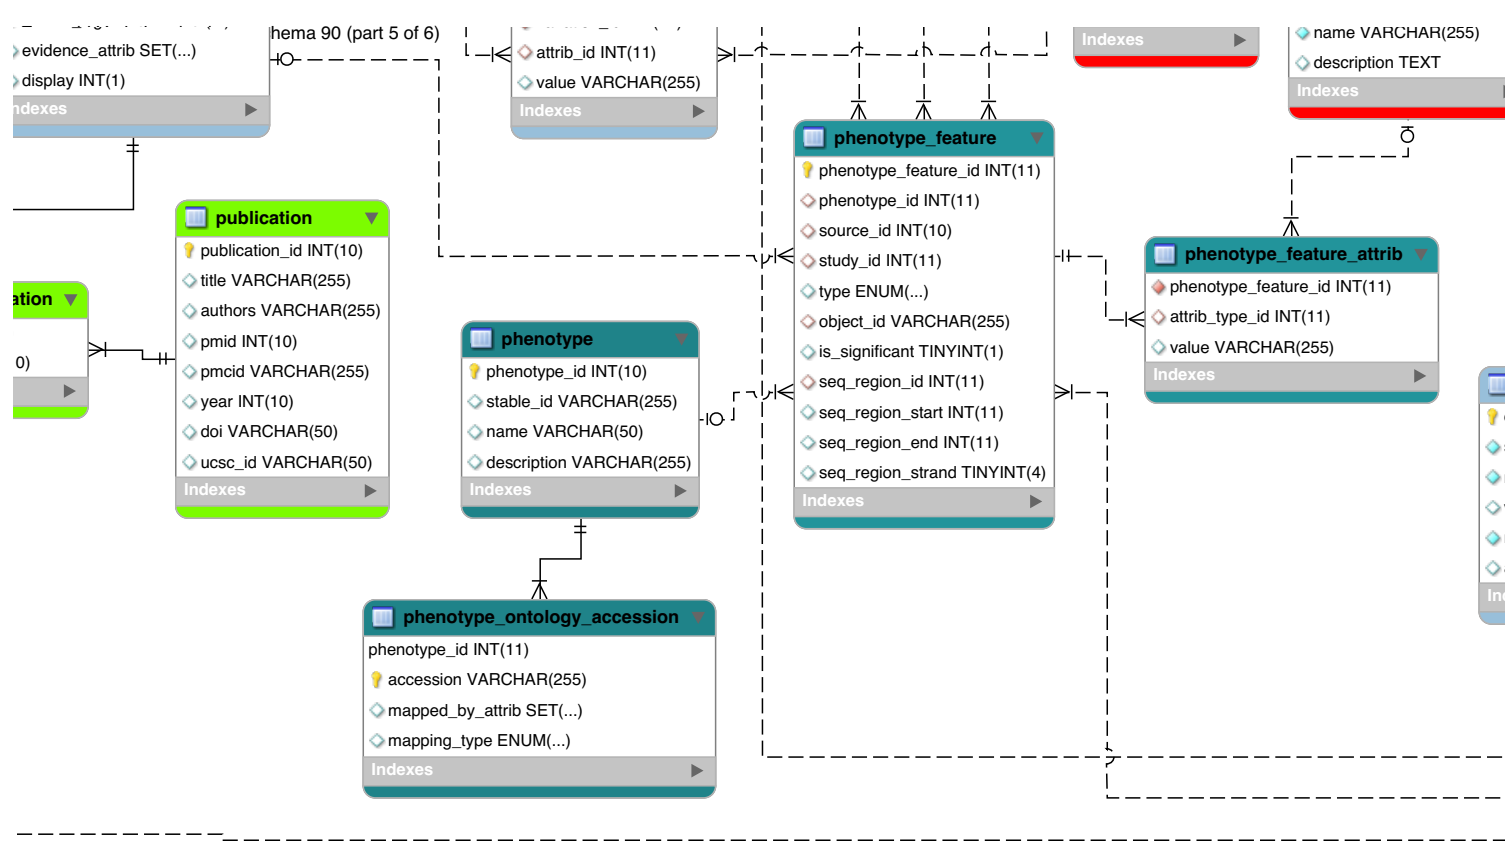 hema 90 (part 5 of 6)
evidence_attrib SET(...)
display INT(1)
ndexes
attrib_id INT(11)
value VARCHAR(255)
Indexes
Indexes
name VARCHAR(255)
description TEXT
Indexes
phenotype_feature
phenotype_feature_id INT(11)
phenotype_id INT(11)
source_id INT(10)
study_id INT(11)
type ENUM(...)
object_id VARCHAR(255)
is_significant TINYINT(1)
seq_region_id INT(11)
seq_region_start INT(11)
seq_region_end INT(11)
seq_region_strand TINYINT(4)
Indexes
publication
publication_id INT(10)
title VARCHAR(255)
authors VARCHAR(255)
pmid INT(10)
pmcid VARCHAR(255)
year INT(10)
doi VARCHAR(50)
ucsc_id VARCHAR(50)
Indexes
phenotype_feature_attrib
phenotype_feature_id INT(11)
attrib_type_id INT(11)
value VARCHAR(255)
Indexes
ation
0)
phenotype
phenotype_id INT(10)
stable_id VARCHAR(255)
name VARCHAR(50)
description VARCHAR(255)
Indexes
phenotype_ontology_accession
phenotype_id INT(11)
accession VARCHAR(255)
mapped_by_attrib SET(...)
mapping_type ENUM(...)
Indexes